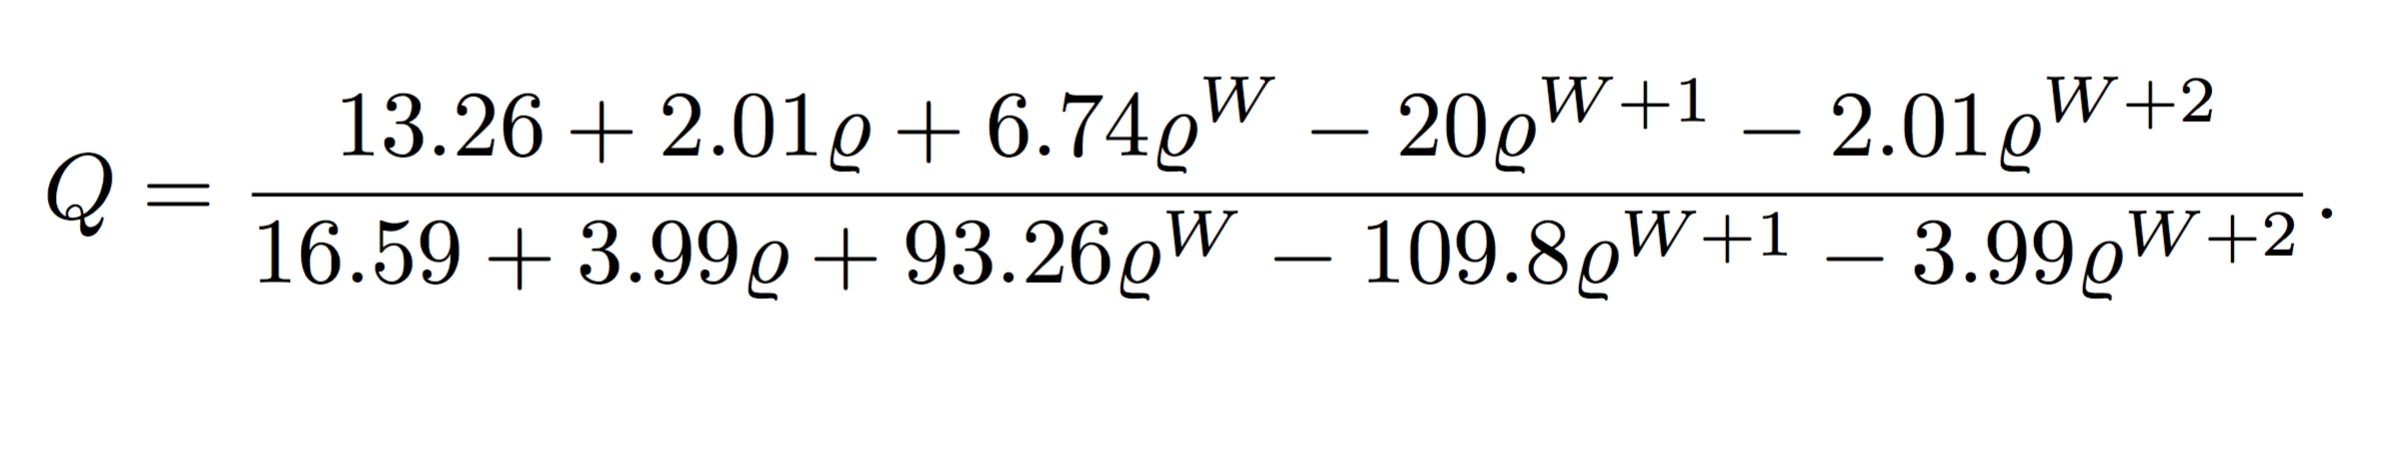 Q = \frac{13.26 + 2.01\varrho + 6.74\varrho^{W} - 20\varrho^{W+1} - 2.01\varrho^{W+2}}{16.59 + 3.99\varrho + 93.26\varrho^{W} - 109.8\varrho^{W+1} - 3.99\varrho^{W+2}}.